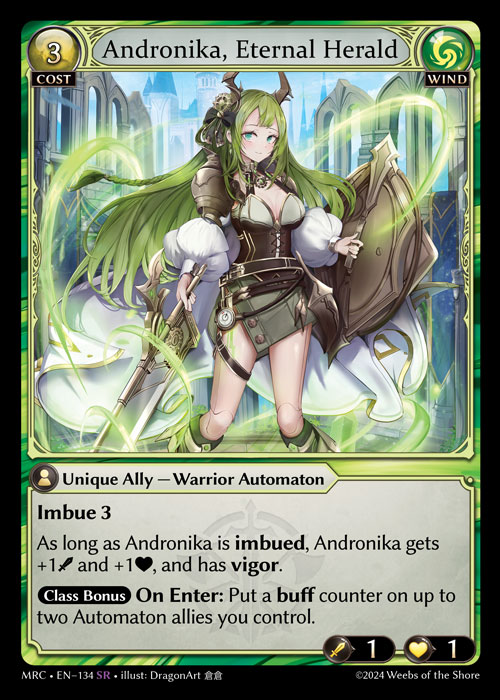 3
COST
Andronika, Eternal Herald
WIND
Unique Ally — Warrior Automaton
Imbue 3
As long as Andronika is imbued, Andronika gets
+1 and +1, and has vigor.
Class Bonus On Enter: Put a buff counter on up to
two Automaton allies you control.
1
1
MRC • EN–134 SR • illust: DragonArt 倉倉
©2024 Weebs of the Shore